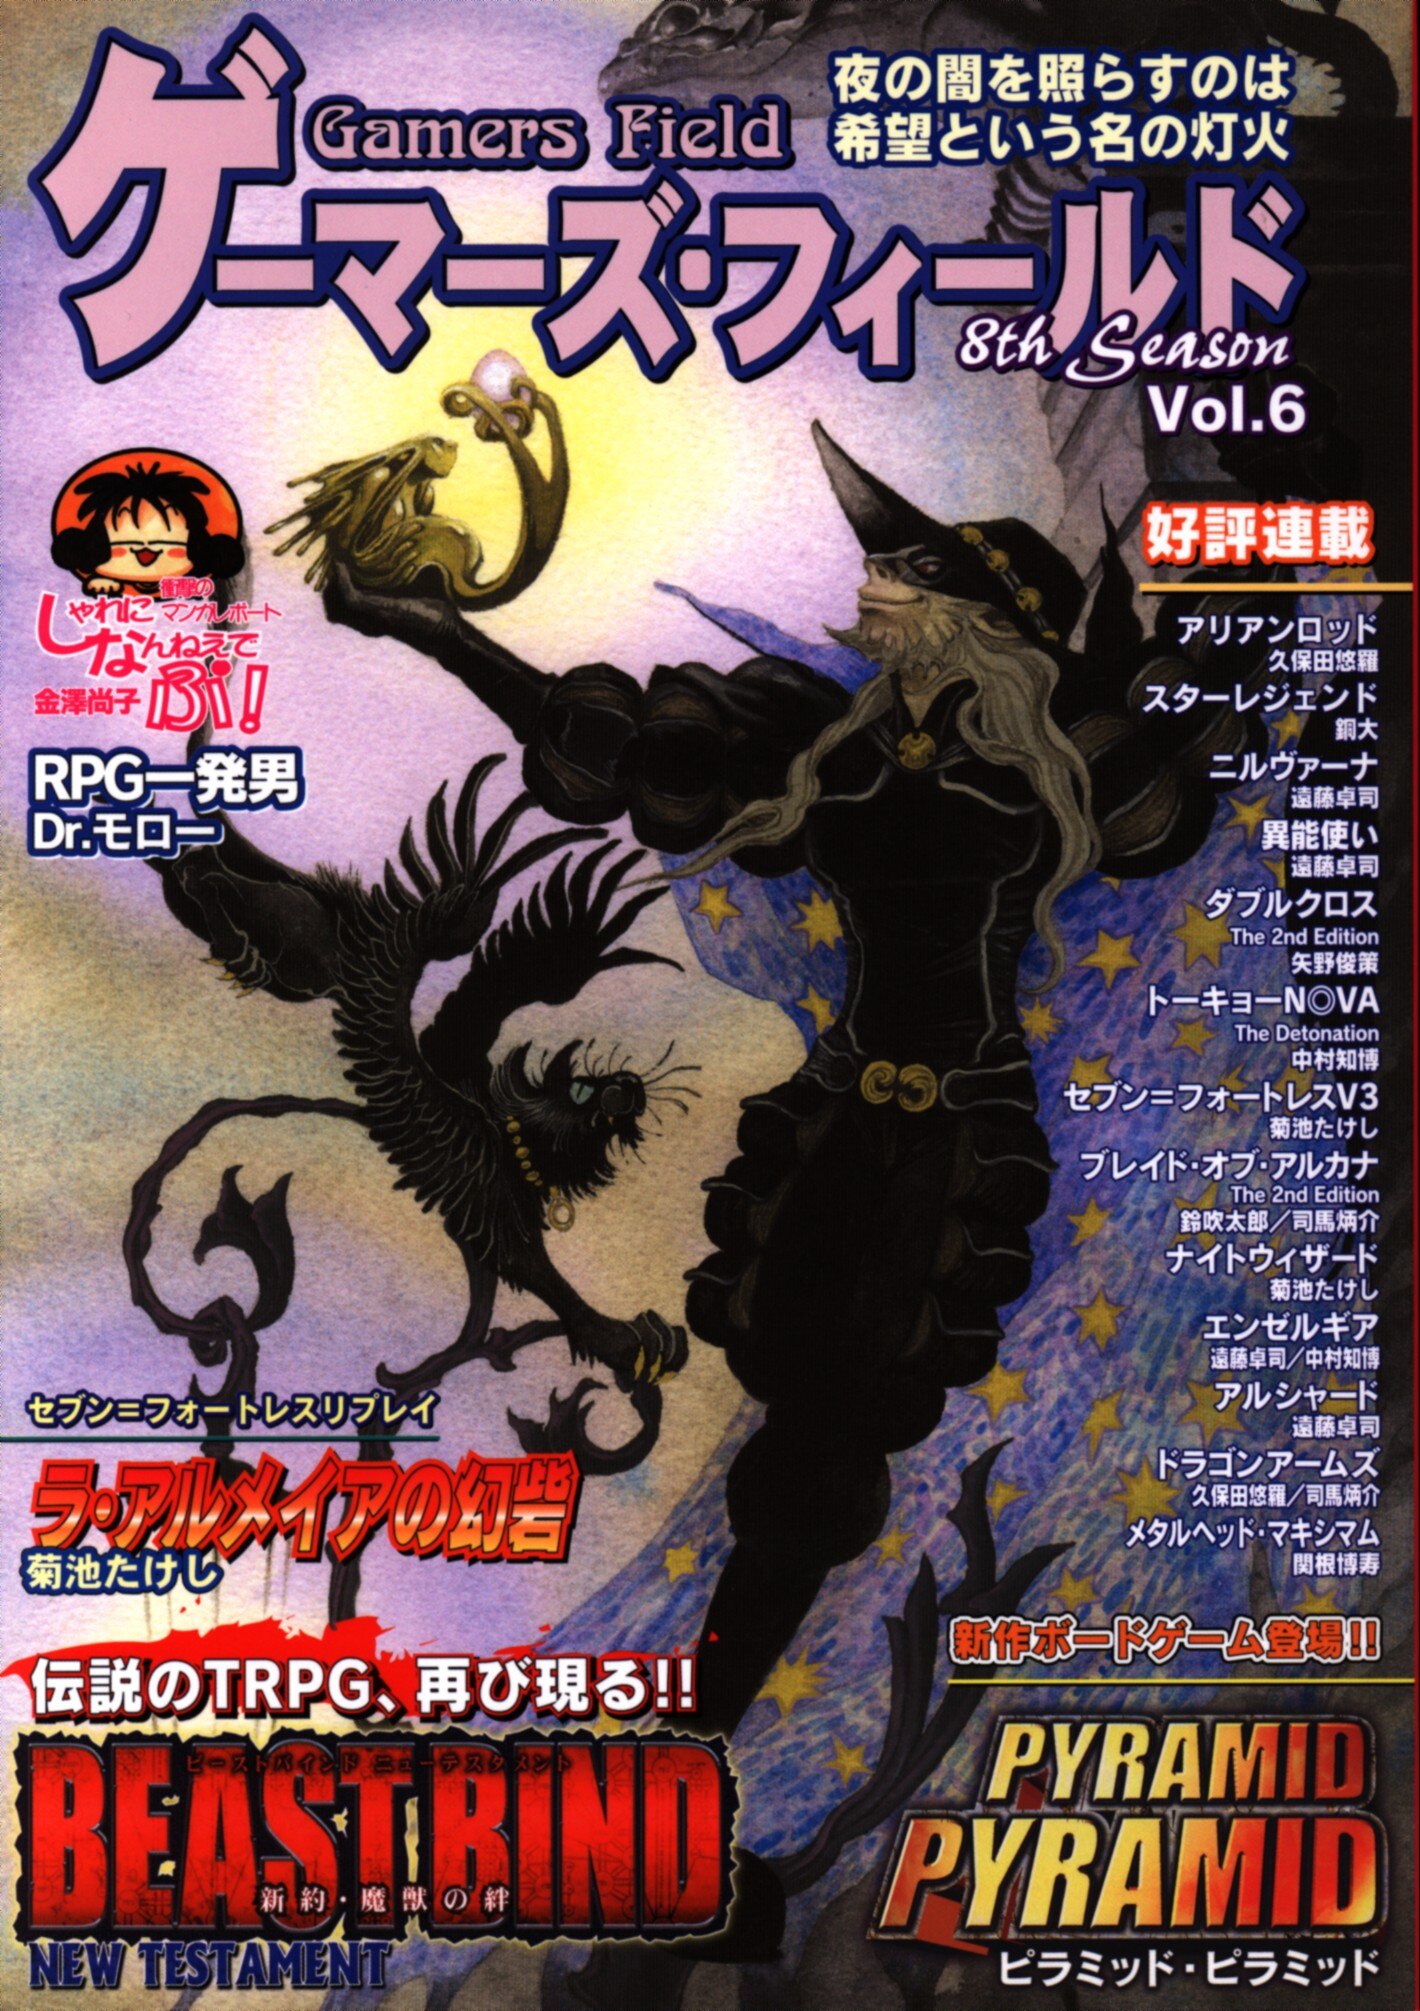 Gamers Field
夜の闇を照らすのは
希望という名の灯火
ゲーマーズ・フィールド
8th Season
Vol.6
衝撃の
マンガレポート
しゃれに
なんねえで
ぶぃ!
金澤尚子
RPG一発男
Dr.モロー
好評連載
アリアンロッド
久保田悠羅
スターレジェンド
銅大
ニルヴァーナ
遠藤卓司
異能使い
遠藤卓司
ダブルクロス
The 2nd Edition
矢野俊策
トーキョーN◎VA
The Detonation
中村知博
セブン=フォートレスV3
菊池たけし
ブレイド・オブ・アルカナ
The 2nd Edition
鈴吹太郎/司馬炳介
ナイトウィザード
菊池たけし
エンゼルギア
遠藤卓司/中村知博
アルシャード
遠藤卓司
ドラゴンアームズ
久保田悠羅/司馬炳介
メタルヘッド・マキシマム
関根博寿
セブン=フォートレスリプレイ
ラ・アルメイアの幻砦
菊池たけし
伝説のTRPG、再び現る!!
ビーストバインド ニューテスタメント
BEAST BIND
新約・魔獣の絆
NEW TESTAMENT
新作ボードゲーム登場!!
PYRAMID
PYRAMID
ピラミッド・ピラミッド